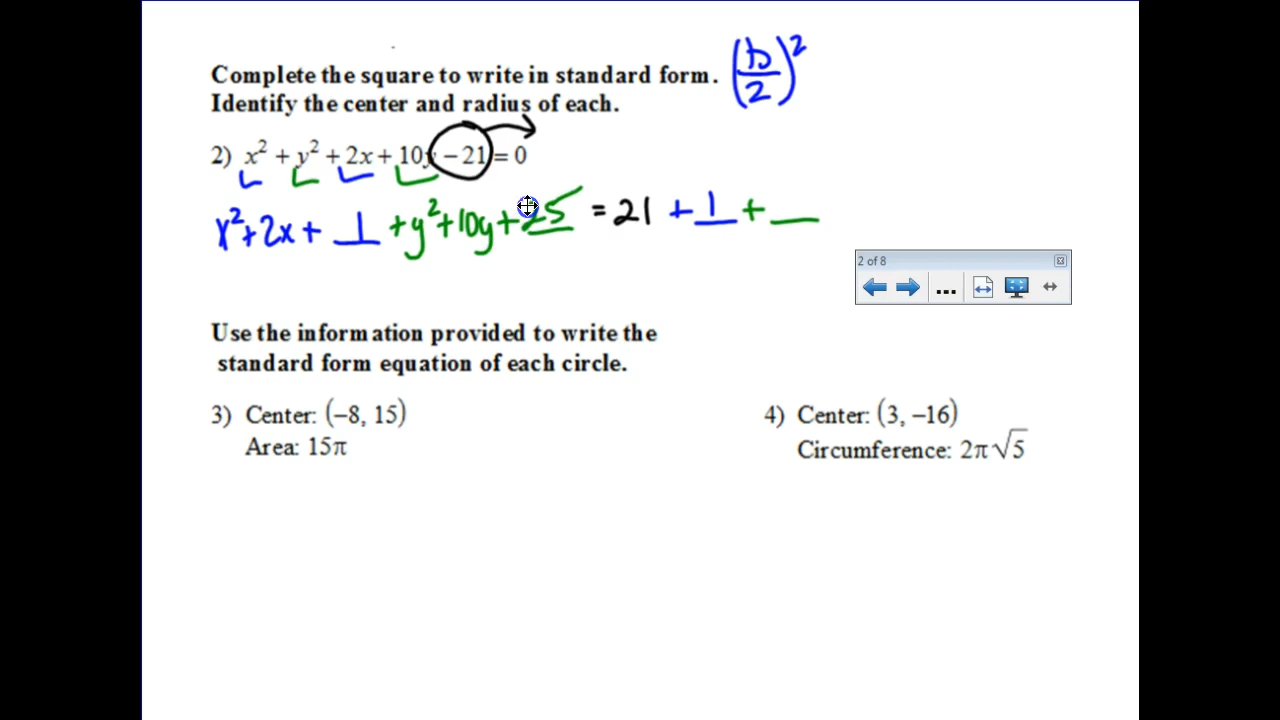 Complete the square to write in standard form. (b/2)²
Identify the center and radius of each.
2) x² + y² + 2x + 10y − 21 = 0
x² + 2x + 1 + y² + 10y + 25 = 21 + 1 + __
2 of 8
...
Use the information provided to write the
standard form equation of each circle.
3) Center: (−8, 15)
Area: 15π
4) Center: (3, −16)
Circumference: 2π√5